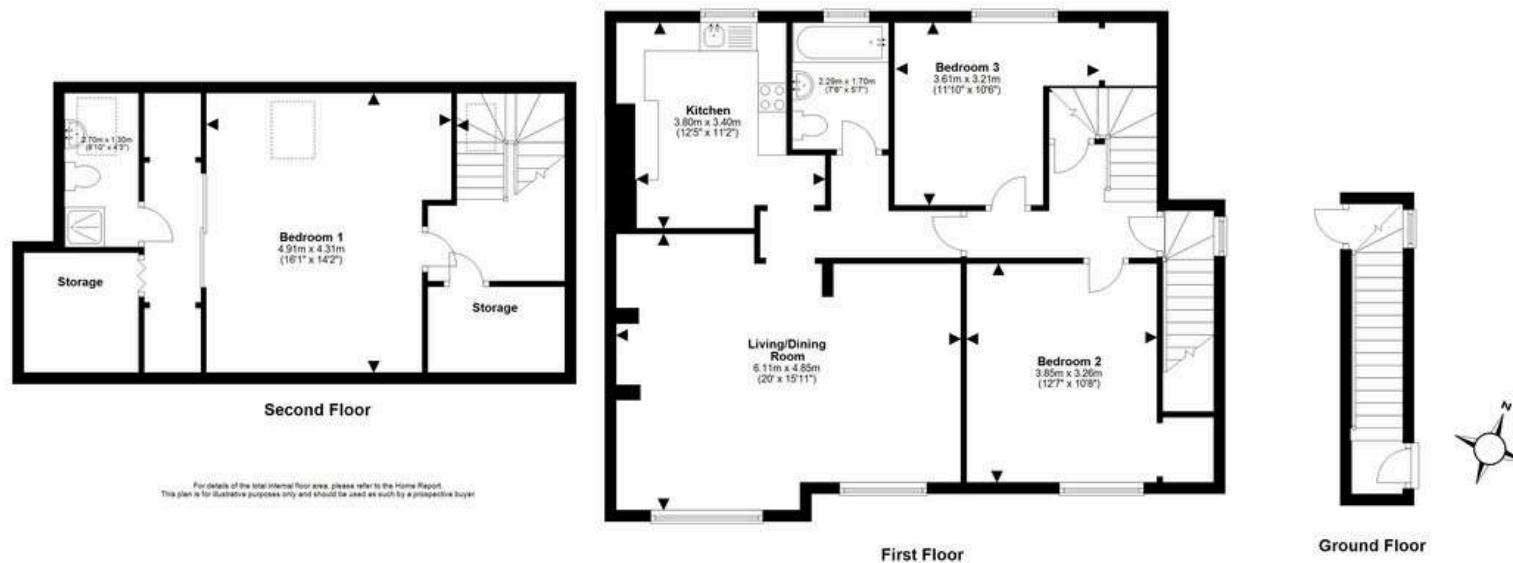 2.70m x 1.30m
(8'10" x 4'3")
Bedroom 1
4.91m x 4.31m
(16'1" x 14'2")
Storage
Storage
Second Floor
For details of the total internal floor area, please refer to the Home Report.
This plan is for illustrative purposes only and should be used as such by a prospective buyer.
Kitchen
3.80m x 3.40m
(12'5" x 11'2")
2.29m x 1.70m
(7'6" x 5'7")
Bedroom 3
3.61m x 3.21m
(11'10" x 10'6")
Living/Dining
Room
6.11m x 4.85m
(20' x 15'11")
Bedroom 2
3.85m x 3.26m
(12'7" x 10'8")
First Floor
N
Ground Floor